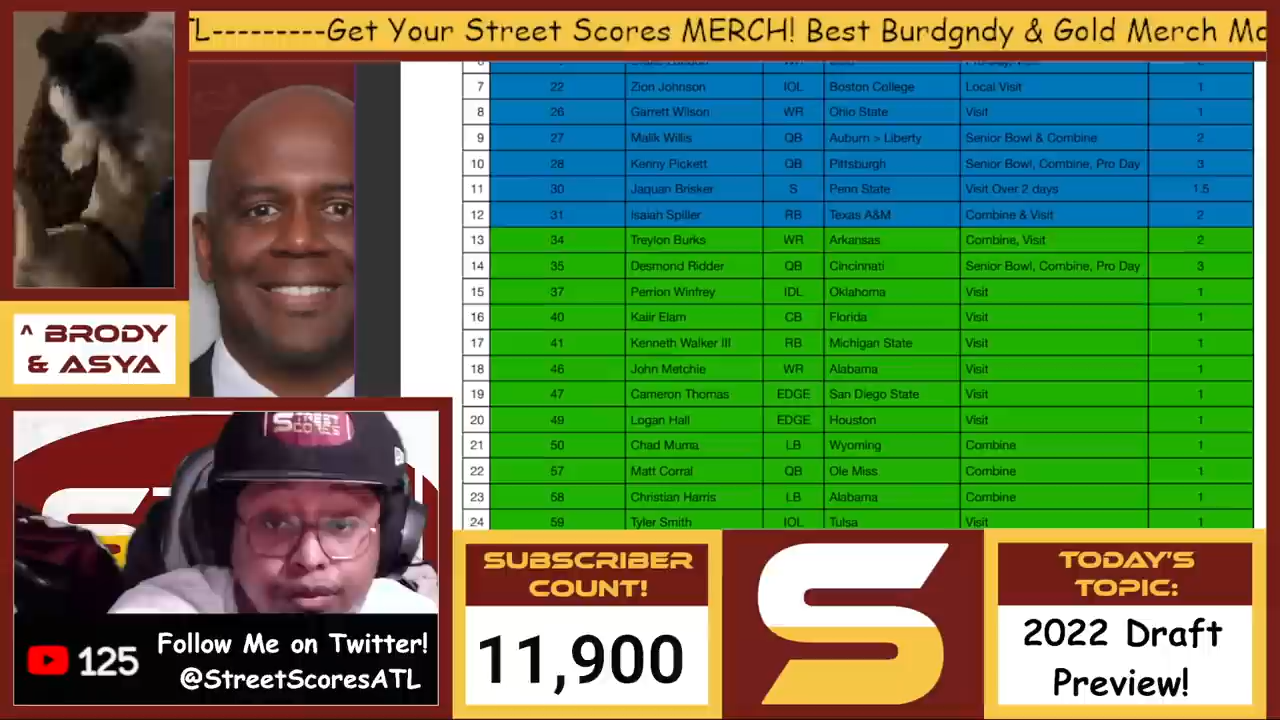 TL---------Get Your Street Scores MERCH! Best Burdgndy & Gold Merch Mo
7 22 Zion Johnson IOL Boston College Local Visit 1
8 26 Garrett Wilson WR Ohio State Visit 1
9 27 Malik Willis QB Auburn > Liberty Senior Bowl & Combine 2
10 28 Kenny Pickett QB Pittsburgh Senior Bowl, Combine, Pro Day 3
11 30 Jaquan Brisker S Penn State Visit Over 2 days 1.5
12 31 Isaiah Spiller RB Texas A&M Combine & Visit 2
13 34 Treylon Burks WR Arkansas Combine, Visit 2
14 35 Desmond Ridder QB Cincinnati Senior Bowl, Combine, Pro Day 3
15 37 Perrion Winfrey IDL Oklahoma Visit 1
16 40 Kaiir Elam CB Florida Visit 1
17 41 Kenneth Walker III RB Michigan State Visit 1
18 46 John Metchie WR Alabama Visit 1
19 47 Cameron Thomas EDGE San Diego State Visit 1
20 49 Logan Hall EDGE Houston Visit 1
21 50 Chad Muma LB Wyoming Combine 1
22 57 Matt Corral QB Ole Miss Combine 1
23 58 Christian Harris LB Alabama Combine 1
24 59 Tyler Smith IOL Tulsa Visit 1
^ BRODY
& ASYA
STREET
SCORES
125
Follow Me on Twitter!
@StreetScoresATL
SUBSCRIBER
COUNT!
11,900
S
TODAY'S
TOPIC:
2022 Draft
Preview!